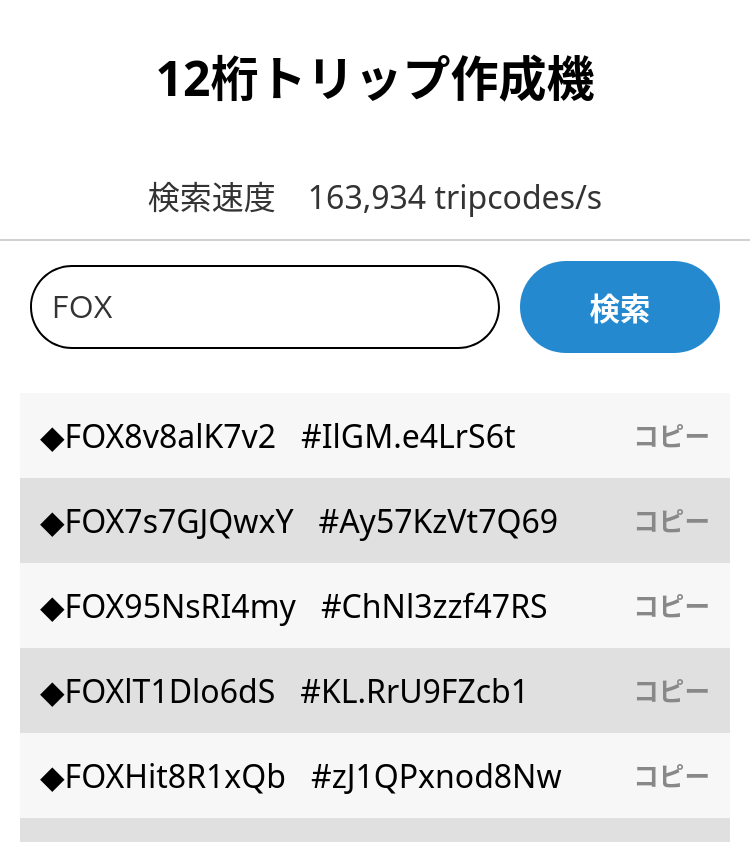 12桁トリップ作成機
検索速度　163,934 tripcodes/s
FOX 検索
◆FOX8v8alK7v2 #IlGM.e4LrS6t コピー
◆FOX7s7GJQwxY #Ay57KzVt7Q69 コピー
◆FOX95NsRI4my #ChNl3zzf47RS コピー
◆FOXlT1Dlo6dS #KL.RrU9FZcb1 コピー
◆FOXHit8R1xQb #zJ1QPxnod8Nw コピー